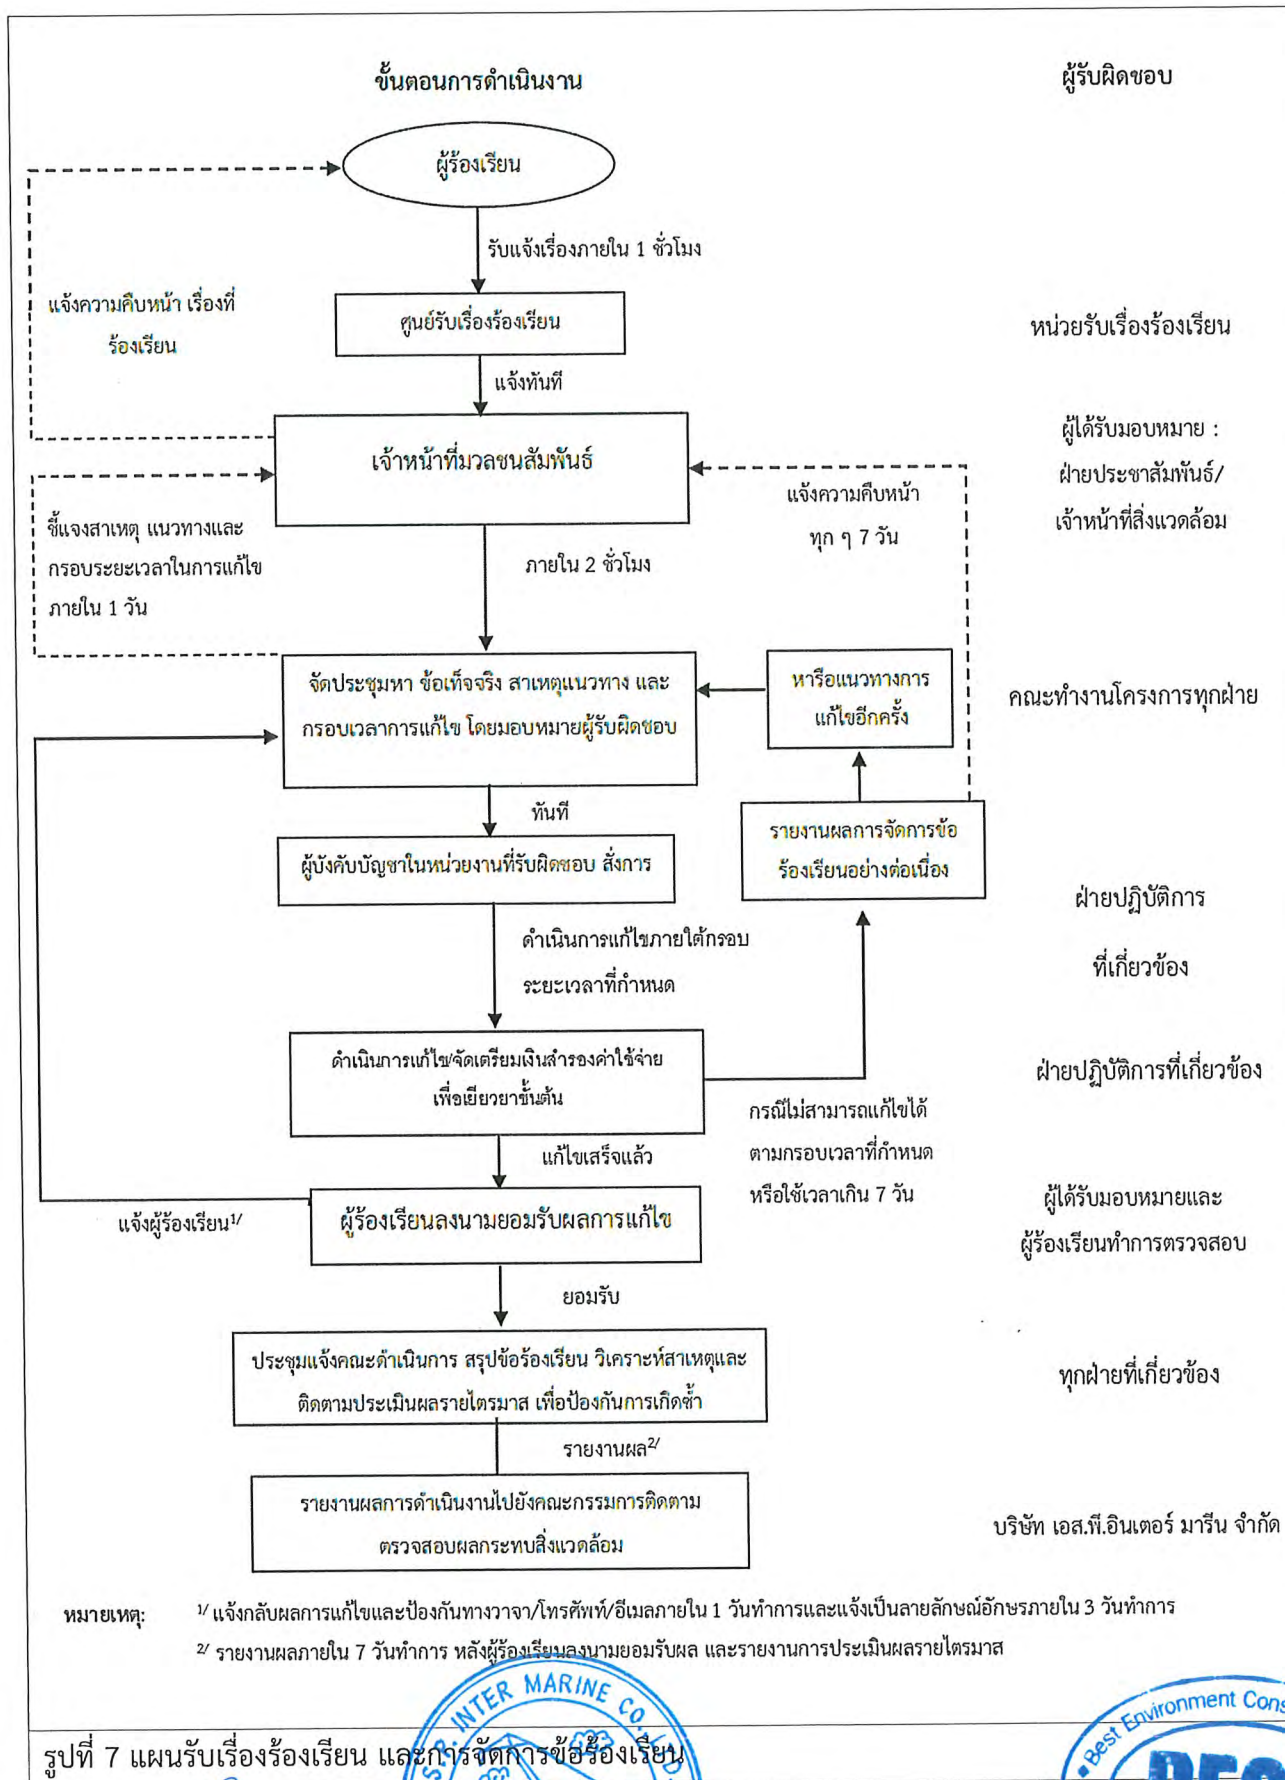 ขั้นตอนการดำเนินงาน
ผู้รับผิดชอบ
ผู้ร้องเรียน
รับแจ้งเรื่องภายใน 1 ชั่วโมง
แจ้งความคืบหน้า เรื่องที่
ร้องเรียน
ศูนย์รับเรื่องร้องเรียน
หน่วยรับเรื่องร้องเรียน
แจ้งทันที
เจ้าหน้าที่มวลชนสัมพันธ์
ผู้ได้รับมอบหมาย :
ฝ่ายประชาสัมพันธ์/
เจ้าหน้าที่สิ่งแวดล้อม
แจ้งความคืบหน้า
ทุก ๆ 7 วัน
ชี้แจงสาเหตุ แนวทางและ
กรอบระยะเวลาในการแก้ไข
ภายใน 1 วัน
ภายใน 2 ชั่วโมง
จัดประชุมหา ข้อเท็จจริง สาเหตุแนวทาง และ
กรอบเวลาการแก้ไข โดยมอบหมายผู้รับผิดชอบ
หารือแนวทางการ
แก้ไขอีกครั้ง
คณะทำงานโครงการทุกฝ่าย
ทันที
ผู้บังคับบัญชาในหน่วยงานที่รับผิดชอบ สั่งการ
รายงานผลการจัดการข้อ
ร้องเรียนอย่างต่อเนื่อง
ฝ่ายปฏิบัติการ
ที่เกี่ยวข้อง
ดำเนินการแก้ไขภายใต้กรอบ
ระยะเวลาที่กำหนด
ดำเนินการแก้ไข/จัดเตรียมเงินสำรองค่าใช้จ่าย
เพื่อเยียวยาขั้นต้น
ฝ่ายปฏิบัติการที่เกี่ยวข้อง
กรณีไม่สามารถแก้ไขได้
ตามกรอบเวลาที่กำหนด
หรือใช้เวลาเกิน 7 วัน
แก้ไขเสร็จแล้ว
แจ้งผู้ร้องเรียน1/
ผู้ร้องเรียนลงนามยอมรับผลการแก้ไข
ผู้ได้รับมอบหมายและ
ผู้ร้องเรียนทำการตรวจสอบ
ยอมรับ
ประชุมแจ้งคณะดำเนินการ สรุปข้อร้องเรียน วิเคราะห์สาเหตุและ
ติดตามประเมินผลรายไตรมาส เพื่อป้องกันการเกิดซ้ำ
ทุกฝ่ายที่เกี่ยวข้อง
รายงานผล2/
รายงานผลการดำเนินงานไปยังคณะกรรมการติดตาม
ตรวจสอบผลกระทบสิ่งแวดล้อม
บริษัท เอส.พี.อินเตอร์ มารีน จำกัด
หมายเหตุ: 1/ แจ้งกลับผลการแก้ไขและป้องกันทางวาจา/โทรศัพท์/อีเมลภายใน 1 วันทำการและแจ้งเป็นลายลักษณ์อักษรภายใน 3 วันทำการ
2/ รายงานผลภายใน 7 วันทำการ หลังผู้ร้องเรียนลงนามยอมรับผล และรายงานการประเมินผลรายไตรมาส
INTER MARINE CO.
Best Environment Cons
รูปที่ 7 แผนรับเรื่องร้องเรียน และการจัดการข้อร้องเรียน